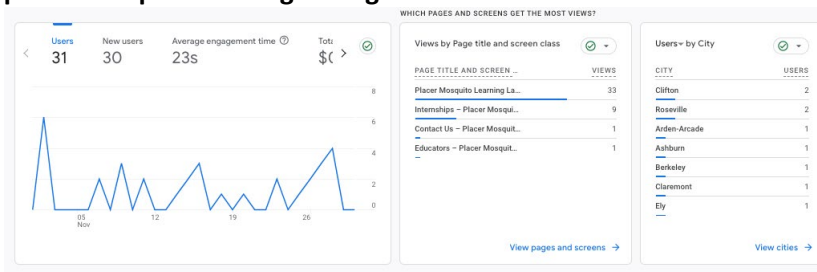 WHICH PAGES AND SCREENS GET THE MOST VIEWS?
Users
31
New users
30
Average engagement time
23s
8
6
4
2
0
05
Nov
12
19
26
Views by Page title and screen class
PAGE TITLE AND SCREEN ... VIEWS
Placer Mosquito Learning La... 33
Internships – Placer Mosqui... 9
Contact Us – Placer Mosquit... 1
Educators – Placer Mosquit... 1
View pages and screens →
Users by City
CITY USERS
Clifton 2
Roseville 2
Arden-Arcade 1
Ashburn 1
Berkeley 1
Claremont 1
Ely 1
View cities →